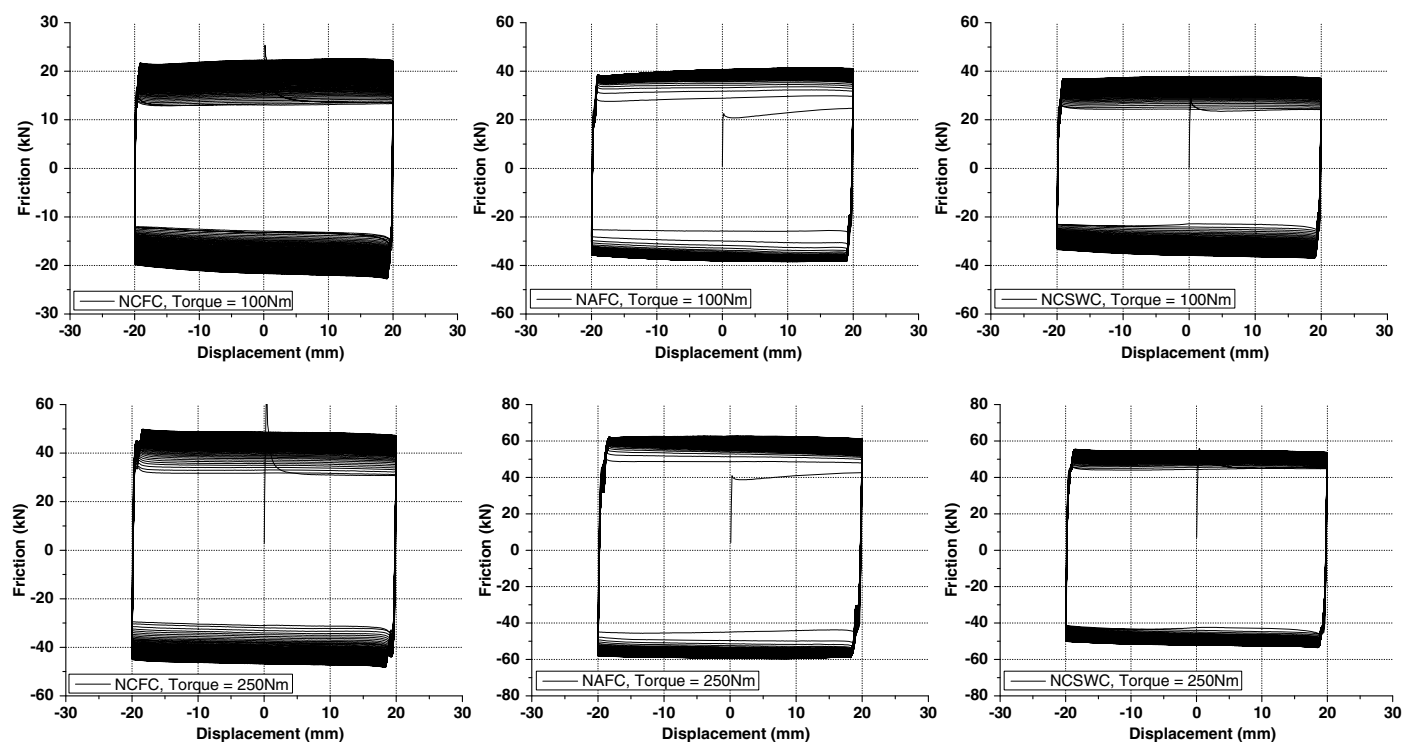 30
20
10
0
-10
-20
-30
Friction (kN)
NCFC, Torque = 100Nm
-30 -20 -10 0 10 20 30
Displacement (mm)
60
40
20
0
-20
-40
-60
Friction (kN)
NAFC, Torque = 100Nm
-30 -20 -10 0 10 20 30
Displacement (mm)
60
40
20
0
-20
-40
-60
Friction (kN)
NCSWC, Torque = 100Nm
-30 -20 -10 0 10 20 30
Displacement (mm)
60
40
20
0
-20
-40
-60
Friction (kN)
NCFC, Torque = 250Nm
-30 -20 -10 0 10 20 30
Displacement (mm)
80
60
40
20
0
-20
-40
-60
-80
Friction (kN)
NAFC, Torque = 250Nm
-30 -20 -10 0 10 20 30
Displacement (mm)
80
60
40
20
0
-20
-40
-60
-80
Friction (kN)
NCSWC, Torque = 250Nm
-30 -20 -10 0 10 20 30
Displacement (mm)